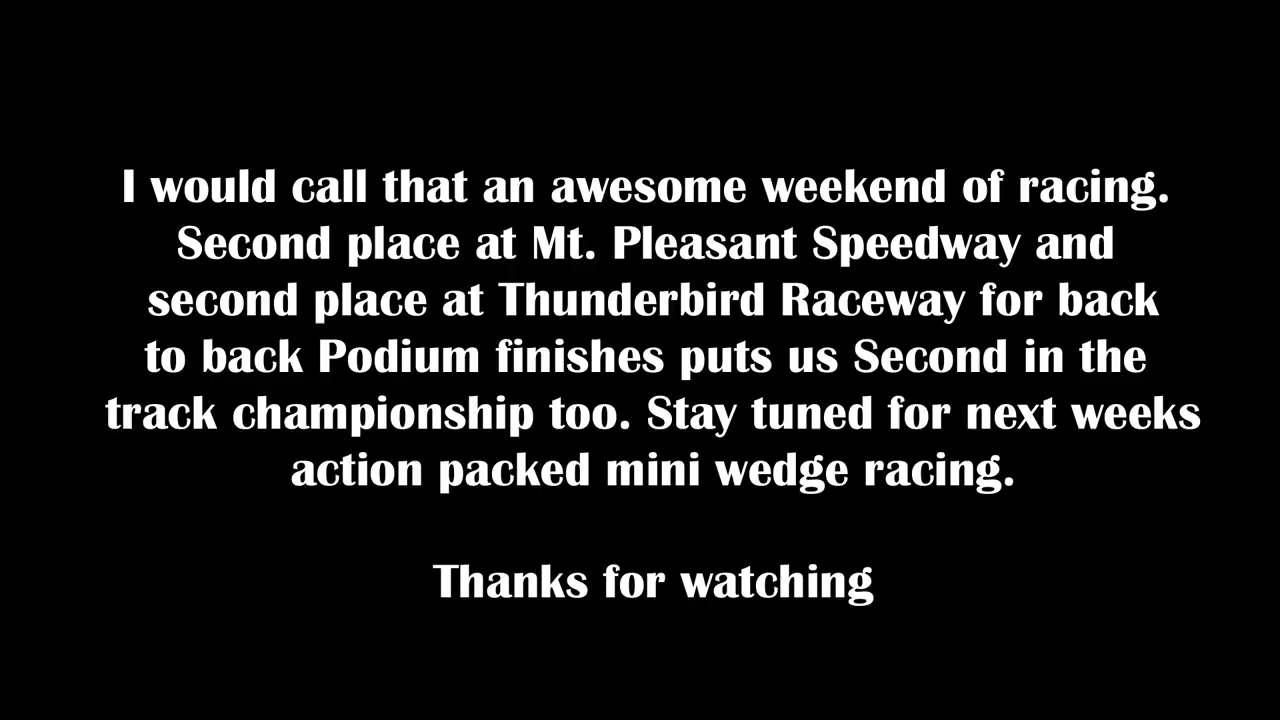 I would call that an awesome weekend of racing.
Second place at Mt. Pleasant Speedway and
second place at Thunderbird Raceway for back
to back Podium finishes puts us Second in the
track championship too. Stay tuned for next weeks
action packed mini wedge racing.
Thanks for watching